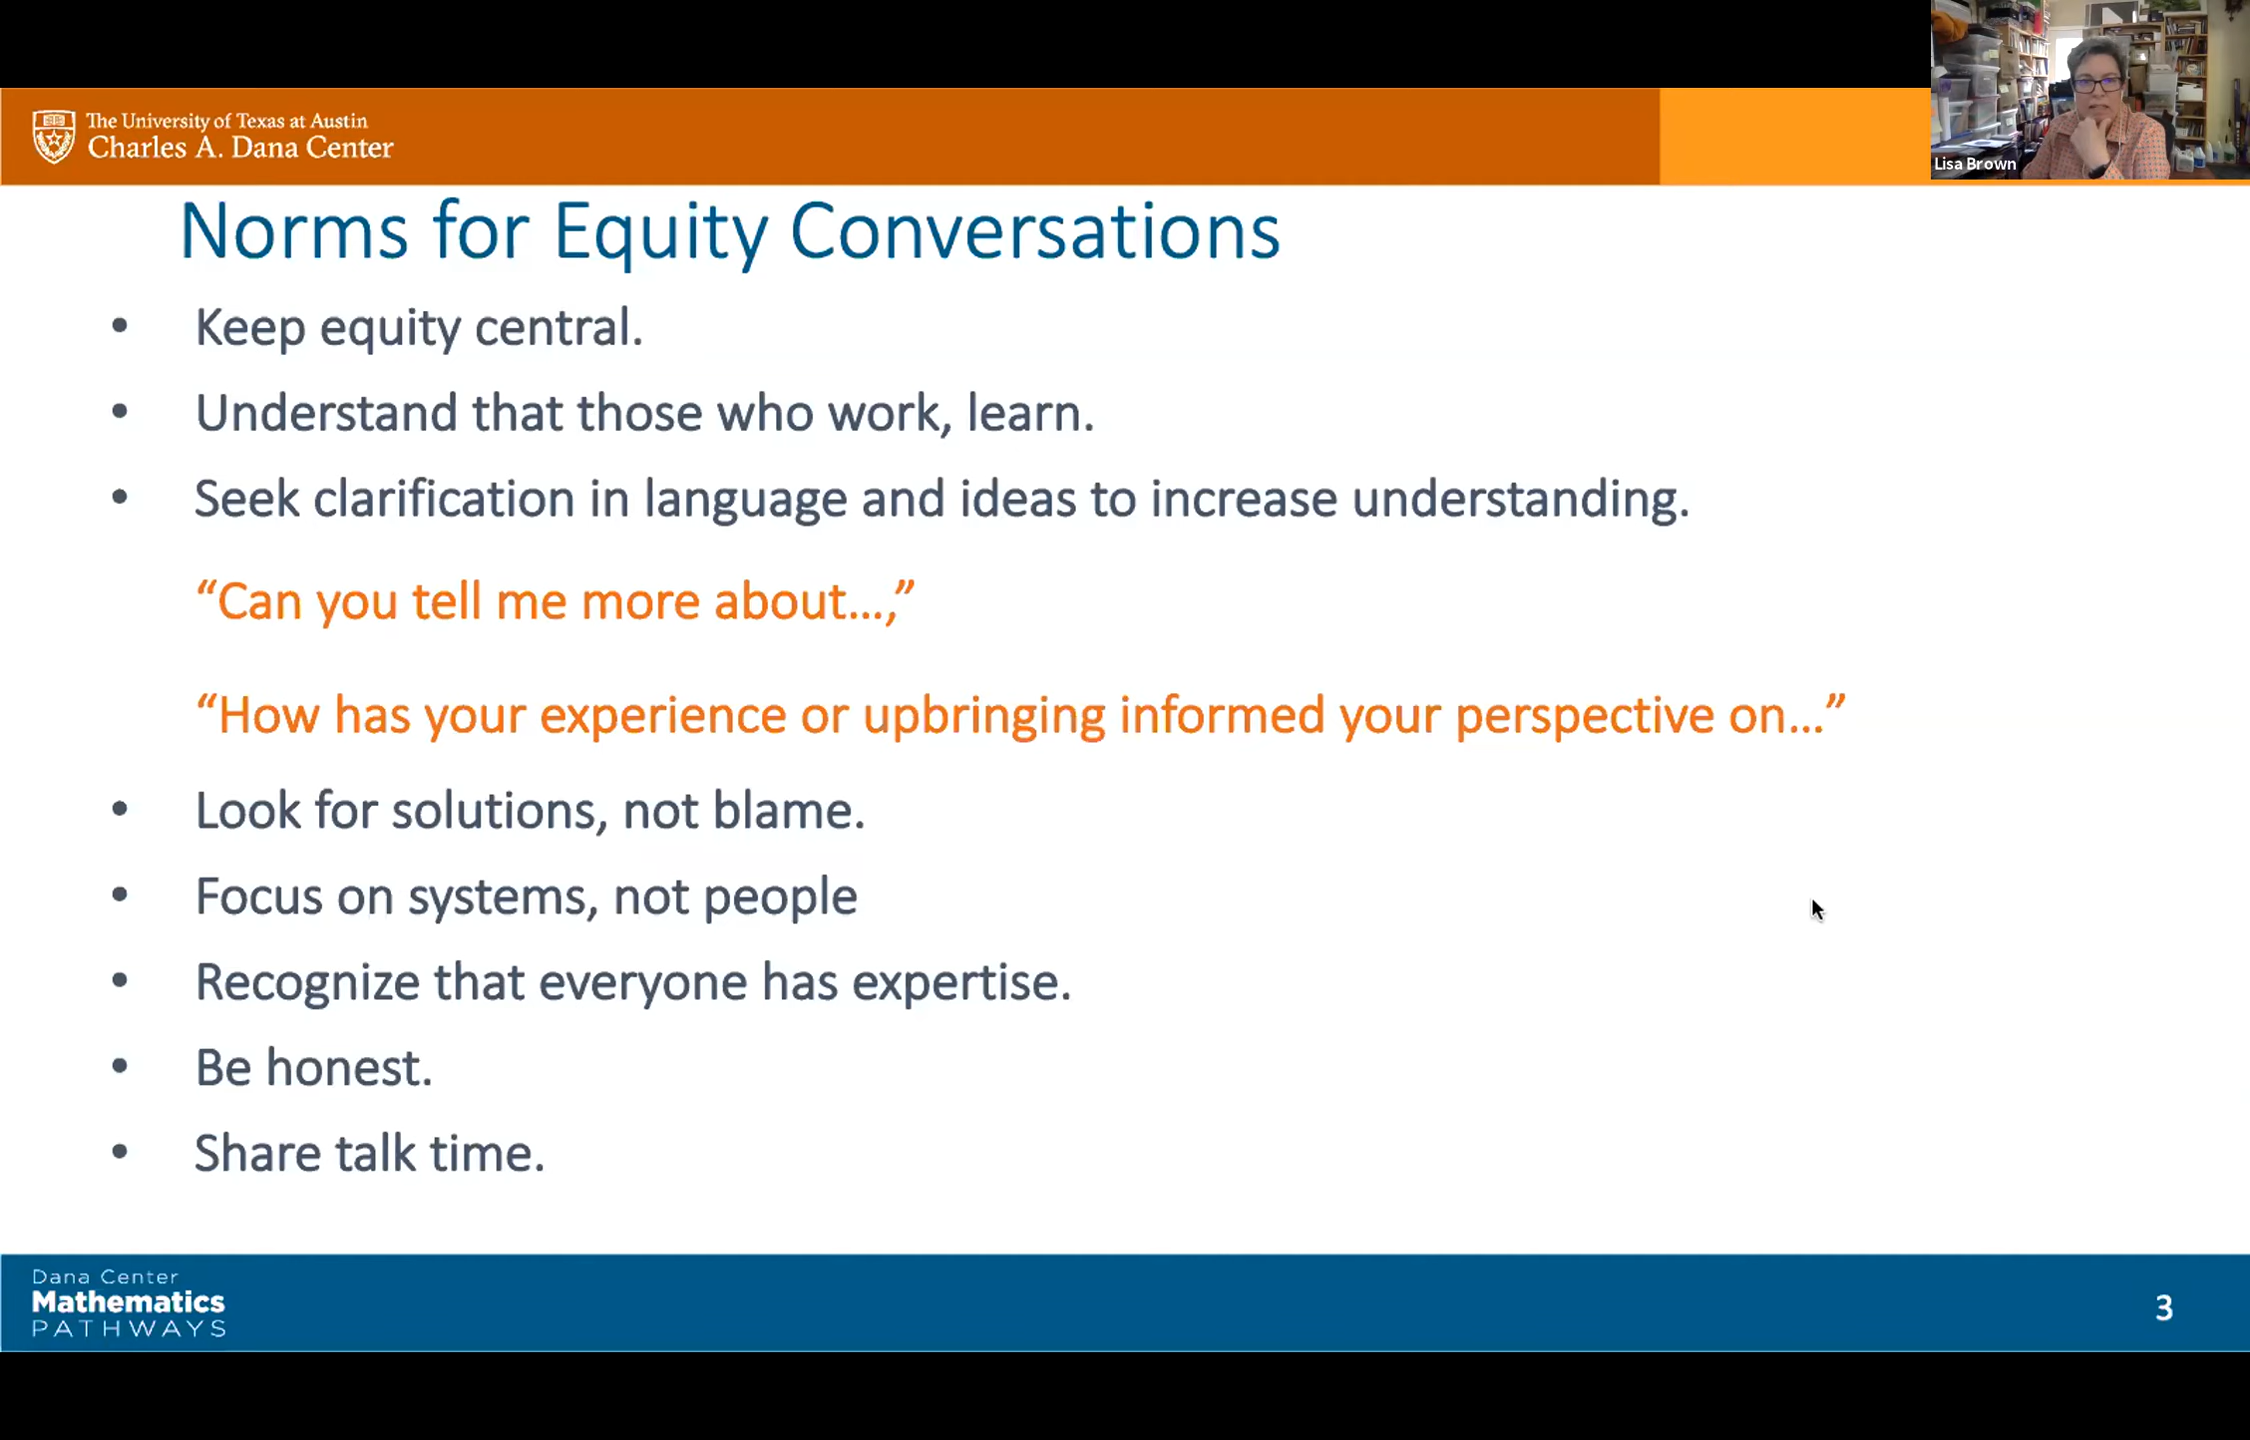 The University of Texas at Austin
Charles A. Dana Center
Lisa Brown
Norms for Equity Conversations
• Keep equity central.
• Understand that those who work, learn.
• Seek clarification in language and ideas to increase understanding.
“Can you tell me more about…,”
“How has your experience or upbringing informed your perspective on…”
• Look for solutions, not blame.
• Focus on systems, not people
• Recognize that everyone has expertise.
• Be honest.
• Share talk time.
Dana Center
Mathematics
PATHWAYS
3